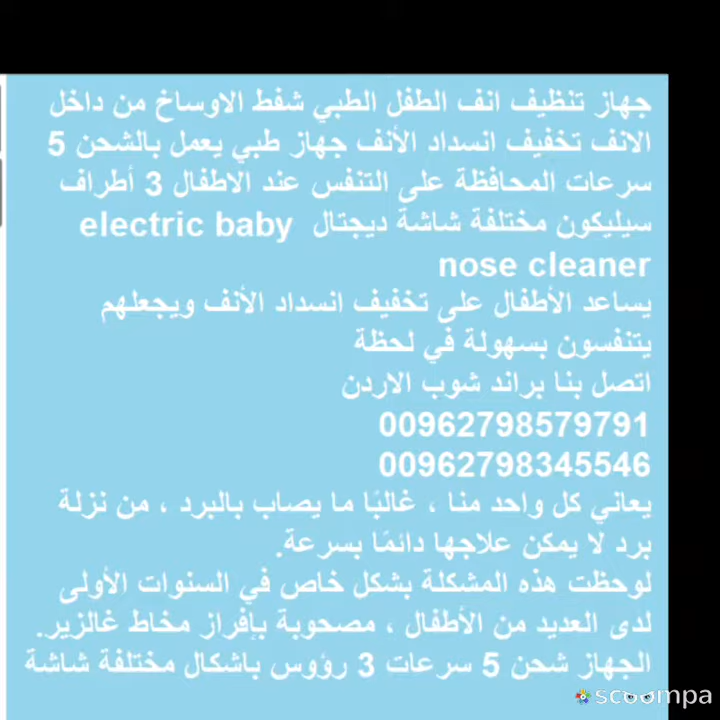 جهاز تنظيف انف الطفل الطبي شفط الاوساخ من داخل
الانف تخفيف انسداد الأنف جهاز طبي يعمل بالشحن 5
سرعات المحافظة على التنفس عند الاطفال 3 أطراف
سيليكون مختلفة شاشة ديجتال electric baby
nose cleaner
يساعد الأطفال على تخفيف انسداد الأنف ويجعلهم
يتنفسون بسهولة في لحظة
اتصل بنا براند شوب الاردن
00962798579791
00962798345546
يعاني كل واحد منا ، غالبًا ما يصاب بالبرد ، من نزلة
برد لا يمكن علاجها دائمًا بسرعة.
لوحظت هذه المشكلة بشكل خاص في السنوات الأولى
لدى العديد من الأطفال ، مصحوبة بإفراز مخاط غالزير.
الجهاز شحن 5 سرعات 3 رؤوس باشكال مختلفة شاشة
scoompa